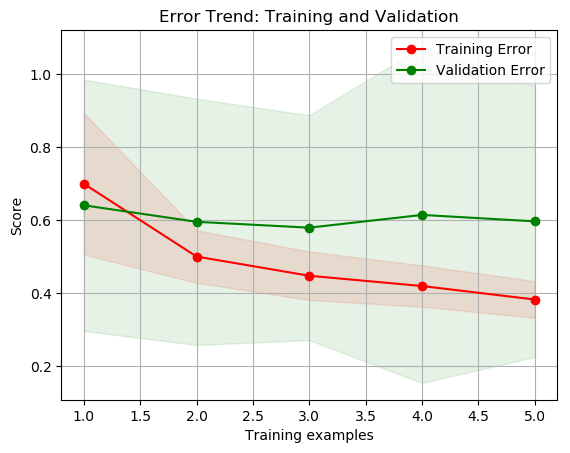 Error Trend: Training and Validation
Training Error
Validation Error
1.0
0.8
0.6
0.4
0.2
Score
1.0 1.5 2.0 2.5 3.0 3.5 4.0 4.5 5.0
Training examples